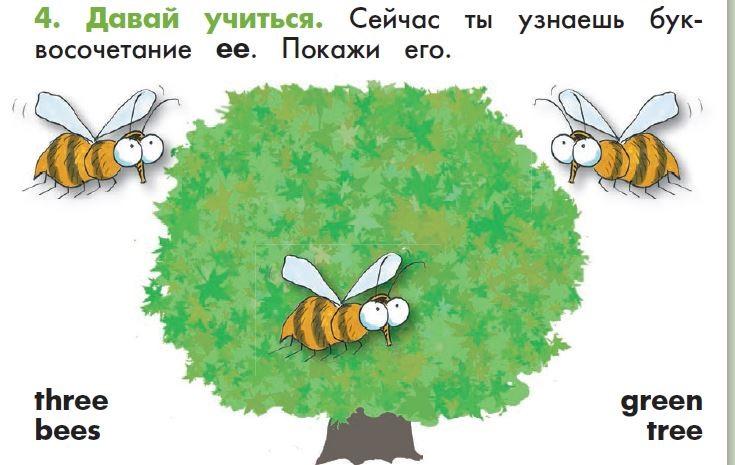 4. Давай учиться. Сейчас ты узнаешь бук-
восочетание ee. Покажи его.
three
bees
green
tree